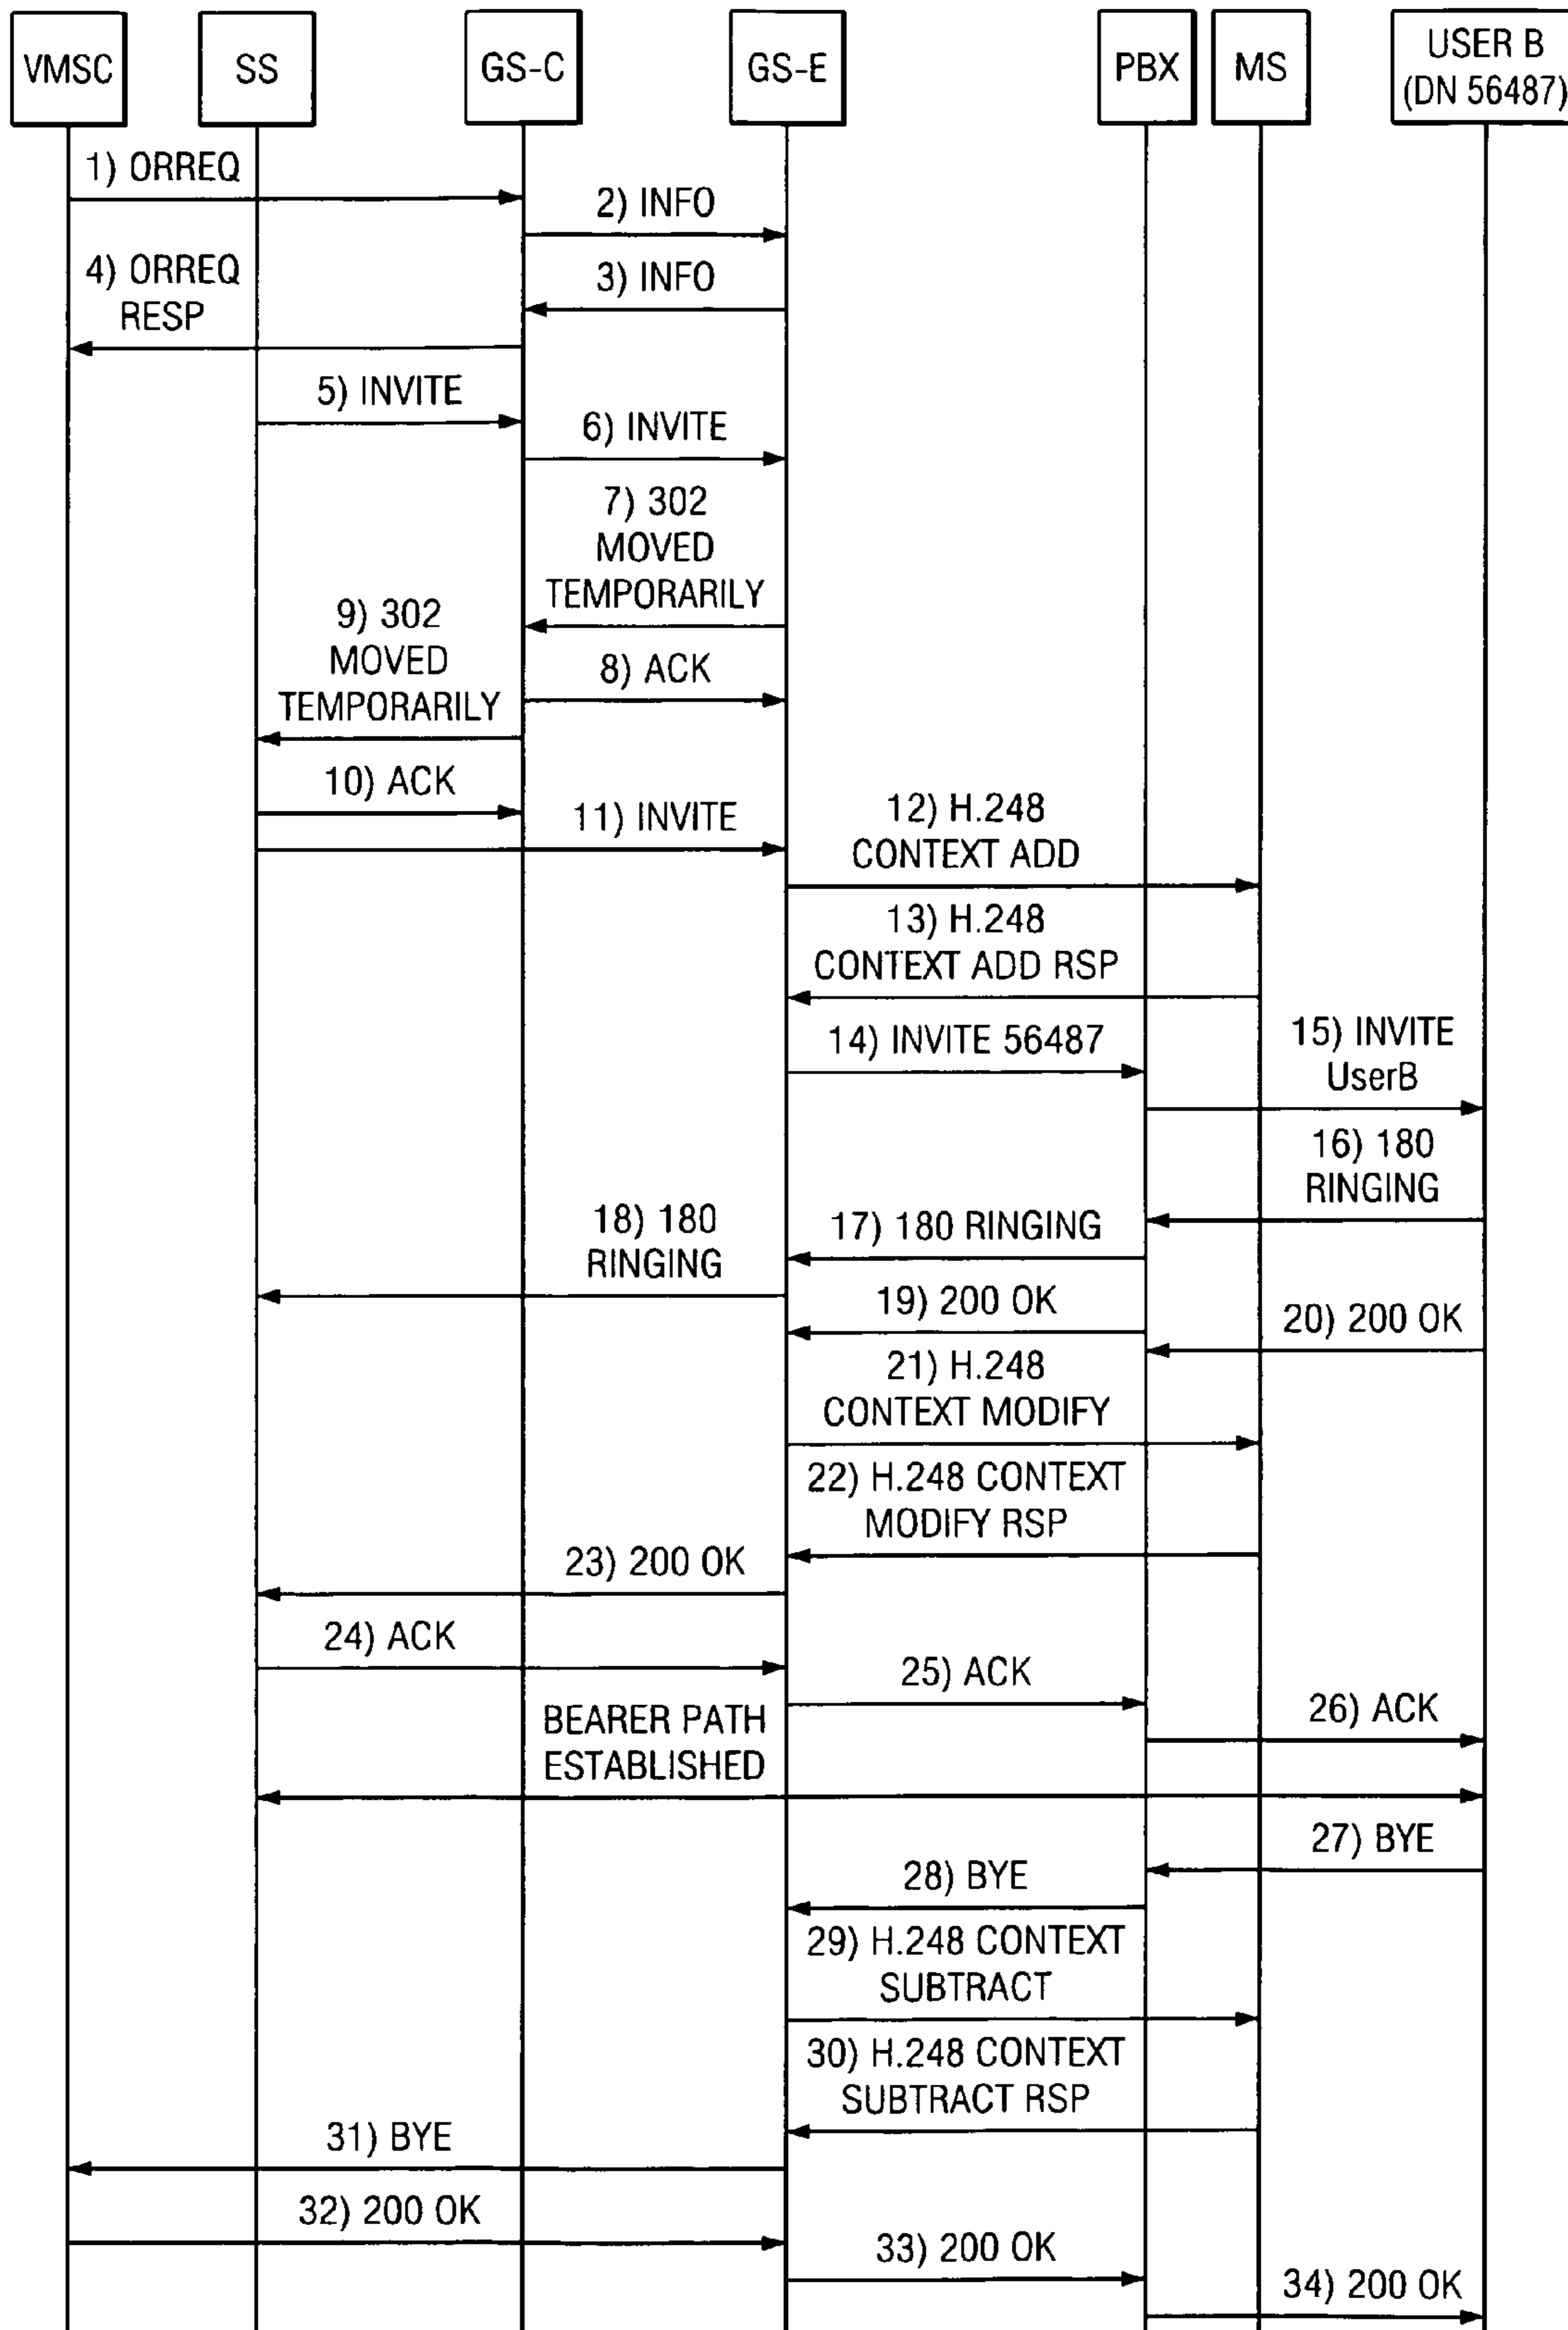 VMSC
SS
GS-C
GS-E
PBX
MS
USER B
(DN 56487)
1) ORREQ
2) INFO
4) ORREQ
RESP
3) INFO
5) INVITE
6) INVITE
7) 302
MOVED
TEMPORARILY
9) 302
MOVED
TEMPORARILY
8) ACK
10) ACK
11) INVITE
12) H.248
CONTEXT ADD
13) H.248
CONTEXT ADD RSP
14) INVITE 56487
15) INVITE
UserB
16) 180
RINGING
18) 180
RINGING
17) 180 RINGING
19) 200 OK
20) 200 OK
21) H.248
CONTEXT MODIFY
22) H.248 CONTEXT
MODIFY RSP
23) 200 OK
24) ACK
25) ACK
BEARER PATH
ESTABLISHED
26) ACK
27) BYE
28) BYE
29) H.248 CONTEXT
SUBTRACT
30) H.248 CONTEXT
SUBTRACT RSP
31) BYE
32) 200 OK
33) 200 OK
34) 200 OK